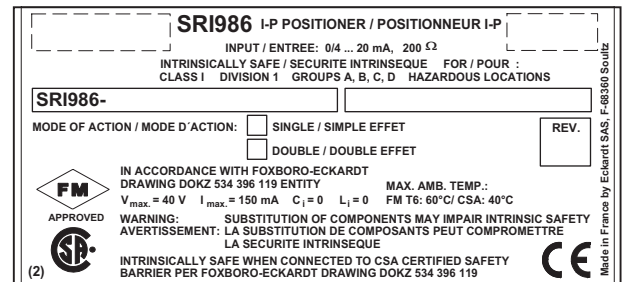 SRI986 I-P POSITIONER / POSITIONNEUR I-P
INPUT / ENTREE: 0/4 ... 20 mA, 200 Ω
INTRINSICALLY SAFE / SECURITE INTRINSEQUE FOR / POUR :
CLASS I DIVISION 1 GROUPS A, B, C, D HAZARDOUS LOCATIONS
SRI986-
MODE OF ACTION / MODE D´ACTION: SINGLE / SIMPLE EFFET
DOUBLE / DOUBLE EFFET
REV.
FM
APPROVED
IN ACCORDANCE WITH FOXBORO-ECKARDT
DRAWING DOKZ 534 396 119 ENTITY
Vmax. = 40 V I max. = 150 mA Ci = 0 Li = 0
MAX. AMB. TEMP.:
FM T6: 60°C/ CSA: 40°C
WARNING: SUBSTITUTION OF COMPONENTS MAY IMPAIR INTRINSIC SAFETY
AVERTISSEMENT: LA SUBSTITUTION DE COMPOSANTS PEUT COMPROMETTRE
LA SECURITE INTRINSEQUE
INTRINSICALLY SAFE WHEN CONNECTED TO CSA CERTIFIED SAFETY
BARRIER PER FOXBORO-ECKARDT DRAWING DOKZ 534 396 119
(2)
SA
CE
Made in France by Eckardt SAS, F-68360 Soultz